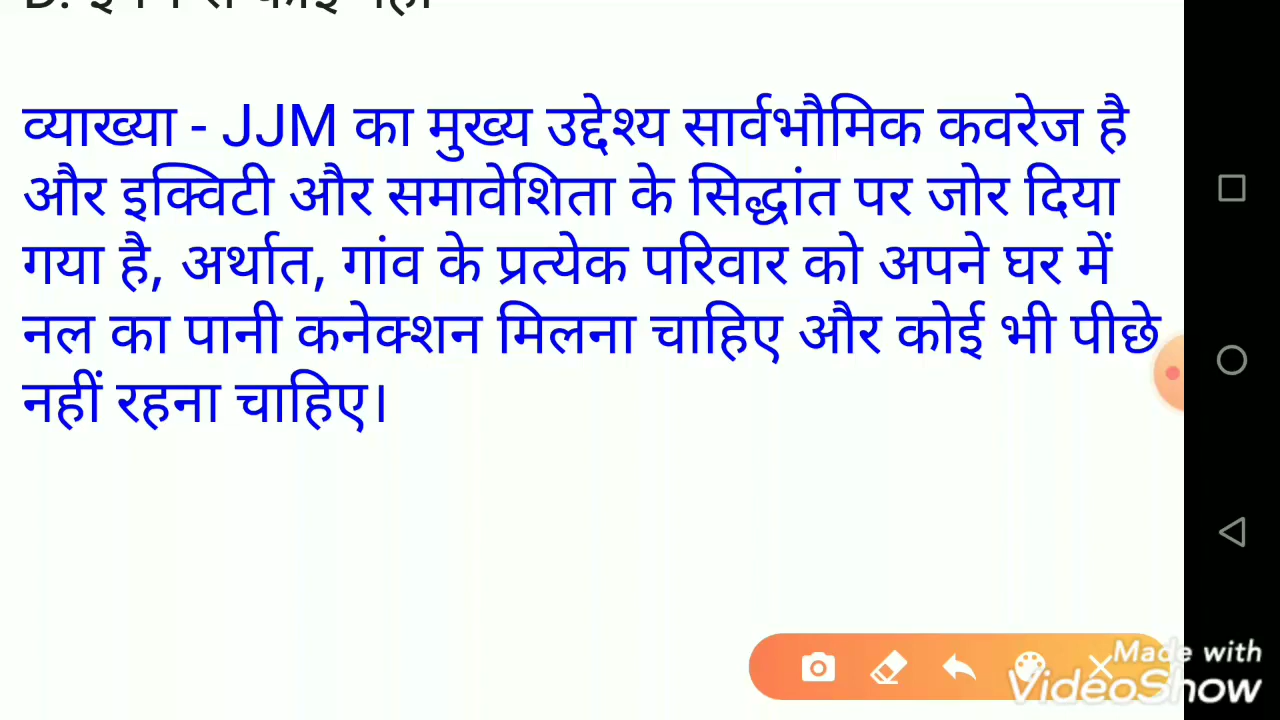 व्याख्या - JJM का मुख्य उद्देश्य सार्वभौमिक कवरेज है
और इक्विटी और समावेशिता के सिद्धांत पर जोर दिया
गया है, अर्थात, गांव के प्रत्येक परिवार को अपने घर में
नल का पानी कनेक्शन मिलना चाहिए और कोई भी पीछे
नहीं रहना चाहिए।
Made with
VideoShow